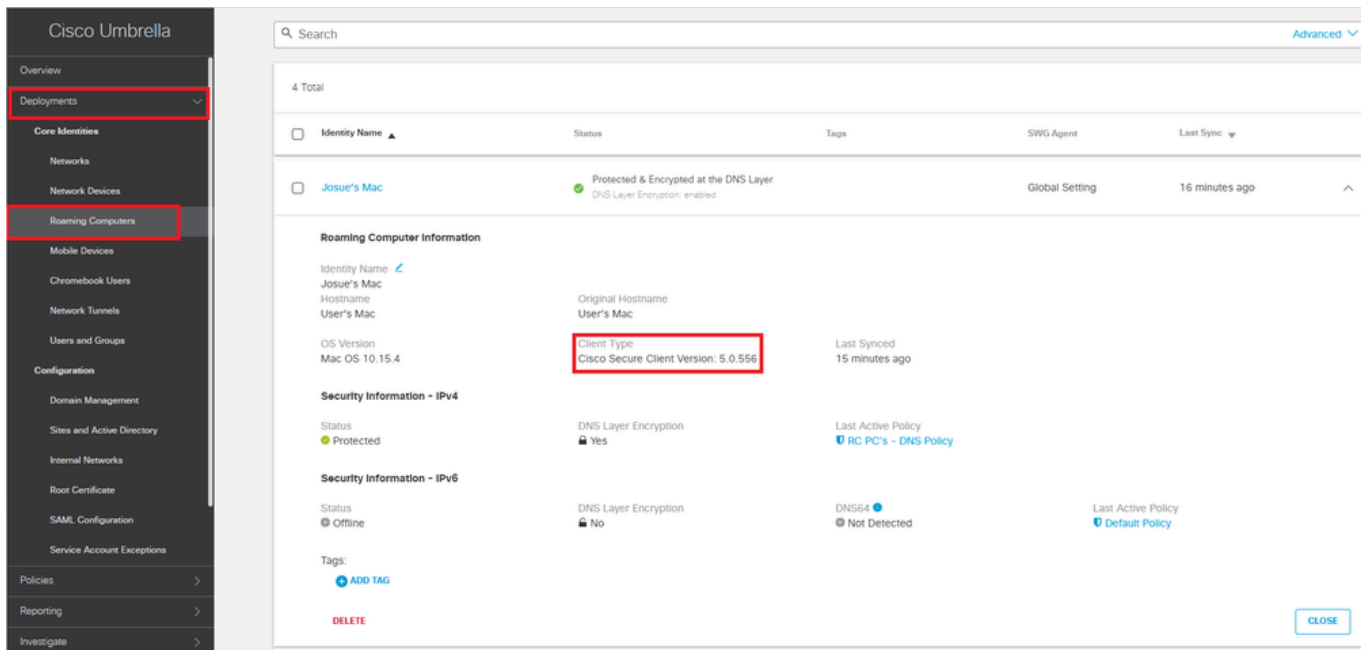 Cisco Umbrella
Overview
Deployments
Core Identities
Networks
Network Devices
Roaming Computers
Mobile Devices
Chromebook Users
Network Tunnels
Users and Groups
Configuration
Domain Management
Sites and Active Directory
Internal Networks
Root Certificate
SAML Configuration
Service Account Exceptions
Policies
Reporting
Investigate
Search
Advanced
4 Total
Identity Name Status Tags SWG Agent Last Sync
Josue's Mac Protected & Encrypted at the DNS Layer Global Setting 16 minutes ago
DNS Layer Encryption: enabled
Roaming Computer Information
Identity Name
Josue's Mac
Hostname Original Hostname
User's Mac User's Mac
OS Version Client Type Last Synced
Mac OS 10.15.4 Cisco Secure Client Version: 5.0.556 15 minutes ago
Security Information - IPv4
Status DNS Layer Encryption Last Active Policy
Protected Yes RC PC's - DNS Policy
Security Information - IPv6
Status DNS Layer Encryption DNS64 Last Active Policy
Offline No Not Detected Default Policy
Tags:
ADD TAG
DELETE CLOSE